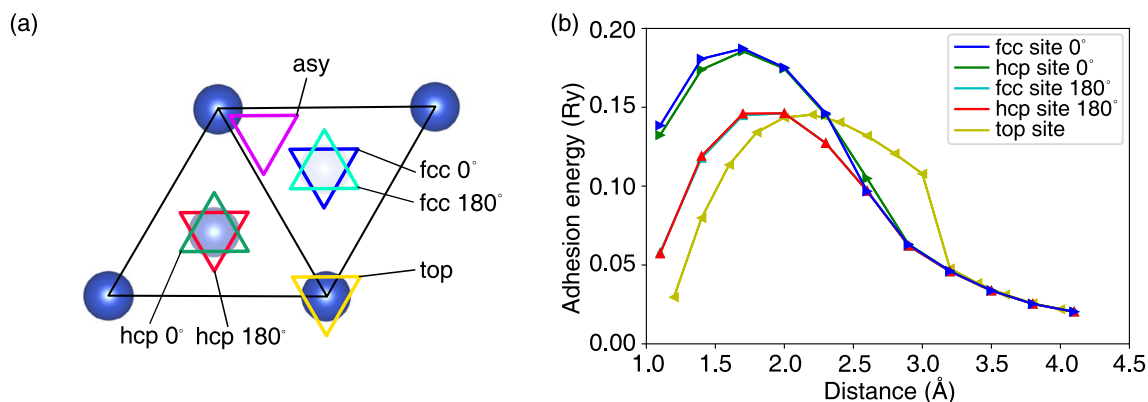 (a)
asy
fcc 0°
fcc 180°
top
hcp 0° hcp 180°
(b)
Adhesion energy (Ry)
0.20
0.15
0.10
0.05
0.00
fcc site 0°
hcp site 0°
fcc site 180°
hcp site 180°
top site
1.0 1.5 2.0 2.5 3.0 3.5 4.0 4.5
Distance (Å)